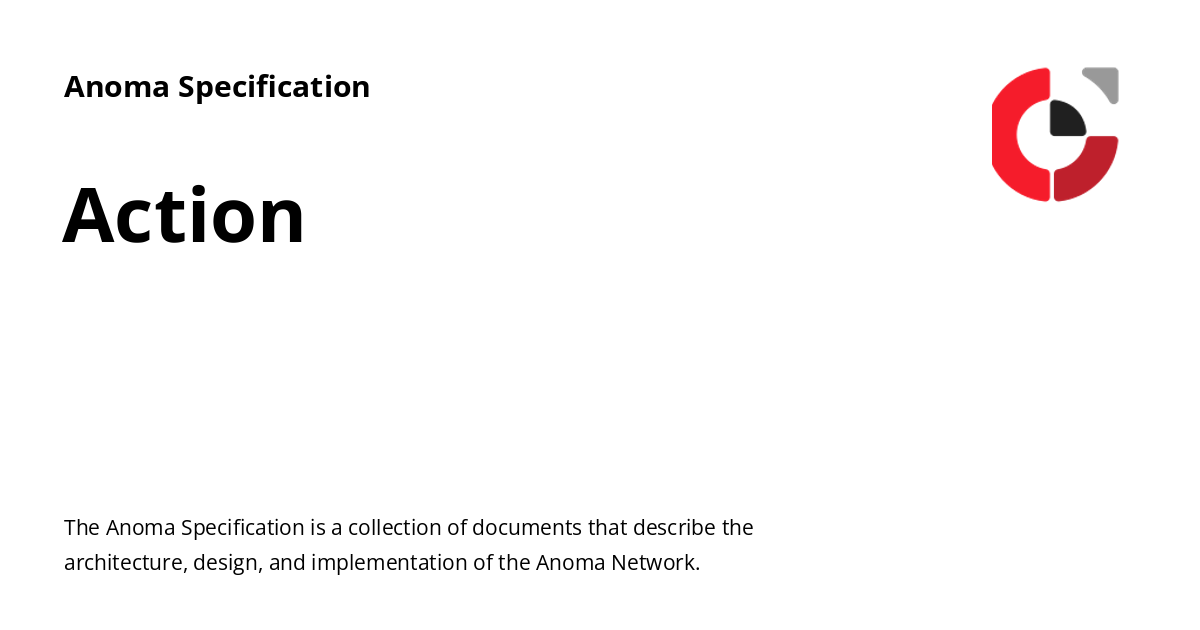 Anoma Specification
Action
The Anoma Specification is a collection of documents that describe the
architecture, design, and implementation of the Anoma Network.